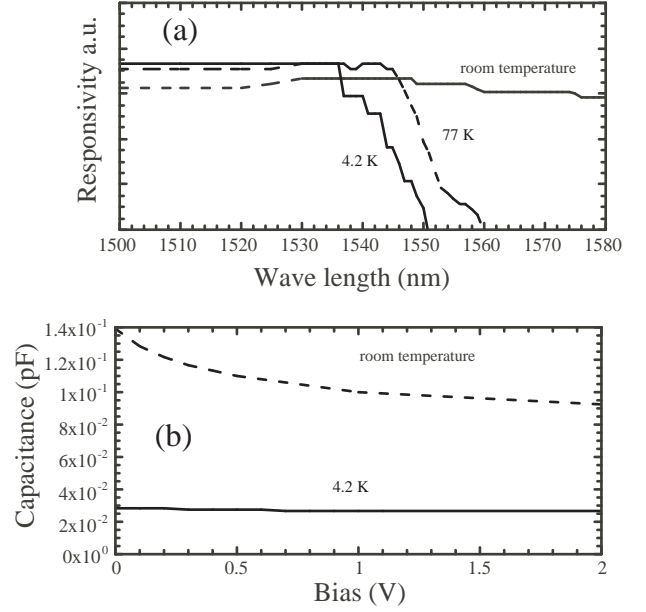 (a)
Responsivity a.u.
room temperature
77 K
4.2 K
1500 1510 1520 1530 1540 1550 1560 1570 1580
Wave length (nm)
1.4x10⁻¹
1.2x10⁻¹
1x10⁻¹
8x10⁻²
6x10⁻²
4x10⁻²
2x10⁻²
0x10⁰
Capacitance (pF)
room temperature
(b)
4.2 K
0 0.5 1 1.5 2
Bias (V)